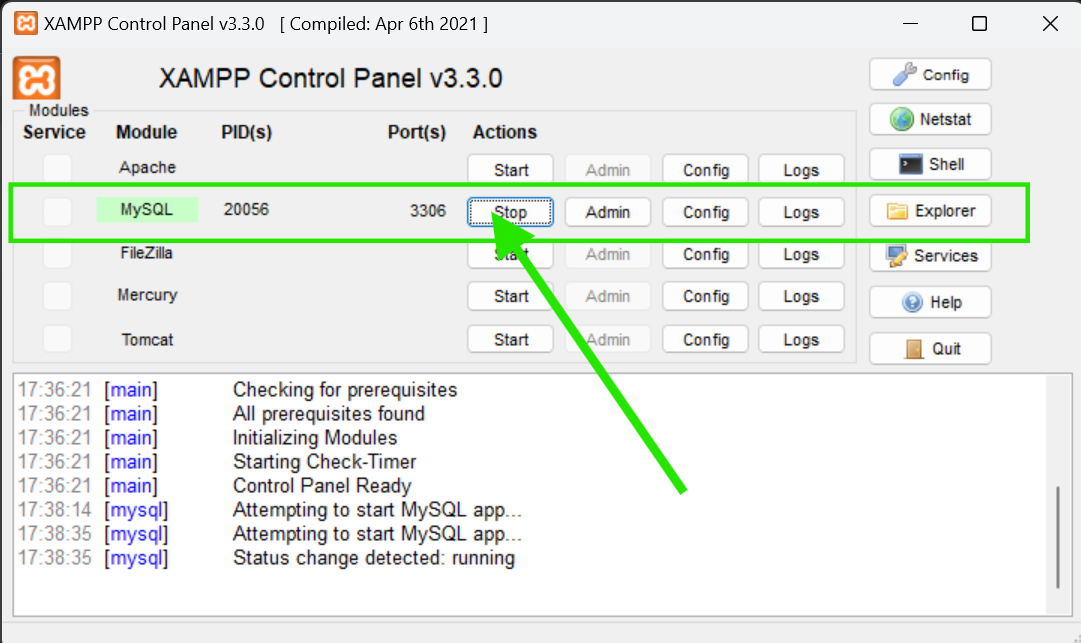 XAMPP Control Panel v3.3.0 [ Compiled: Apr 6th 2021 ]
XAMPP Control Panel v3.3.0
Config
Modules
Service Module PID(s) Port(s) Actions
Netstat
Apache Start Admin Config Logs
Shell
MySQL 20056 3306 Stop Admin Config Logs
Explorer
FileZilla Start Admin Config Logs
Services
Mercury Start Admin Config Logs
Help
Tomcat Start Admin Config Logs
Quit
17:36:21 [main] Checking for prerequisites
17:36:21 [main] All prerequisites found
17:36:21 [main] Initializing Modules
17:36:21 [main] Starting Check-Timer
17:36:21 [main] Control Panel Ready
17:38:14 [mysql] Attempting to start MySQL app...
17:38:35 [mysql] Attempting to start MySQL app...
17:38:35 [mysql] Status change detected: running